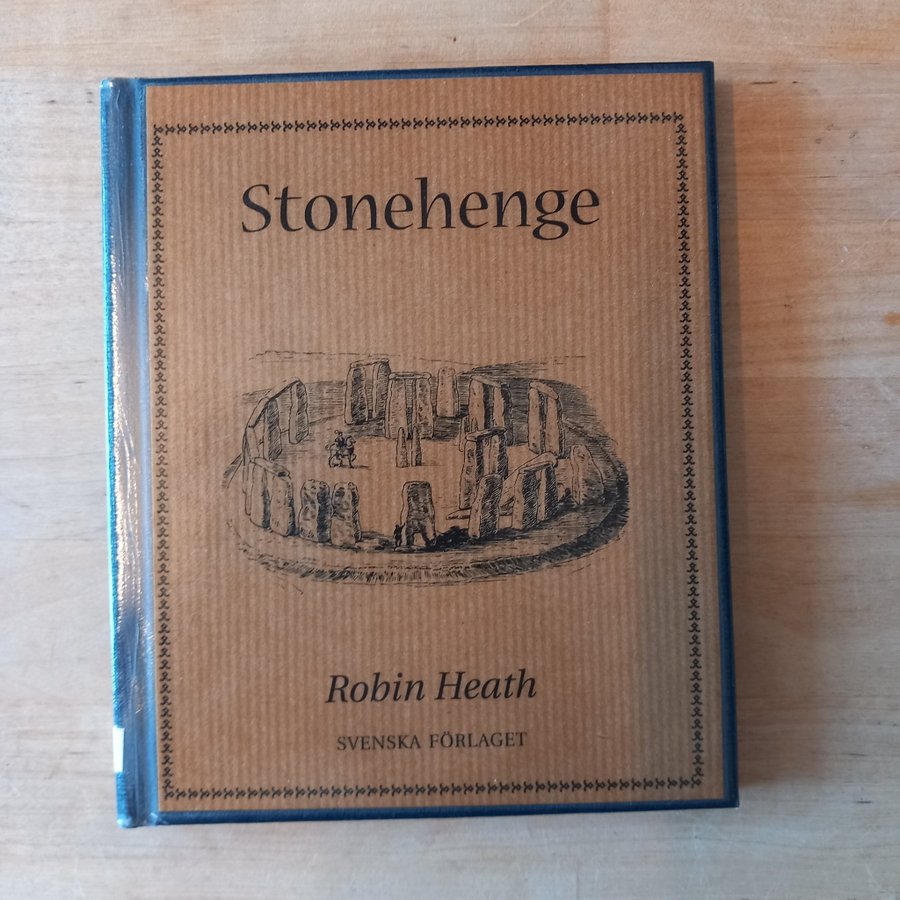 Stonehenge
Robin Heath
SVENSKA FÖRLAGET